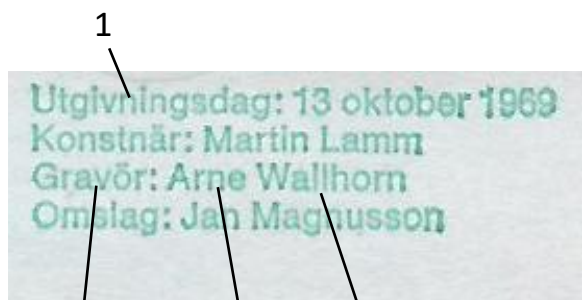 1
Utgivningsdag: 13 oktober 1969
Konstnär: Martin Lamm
Gravör: Arne Wallhorn
Omslag: Jan Magnusson